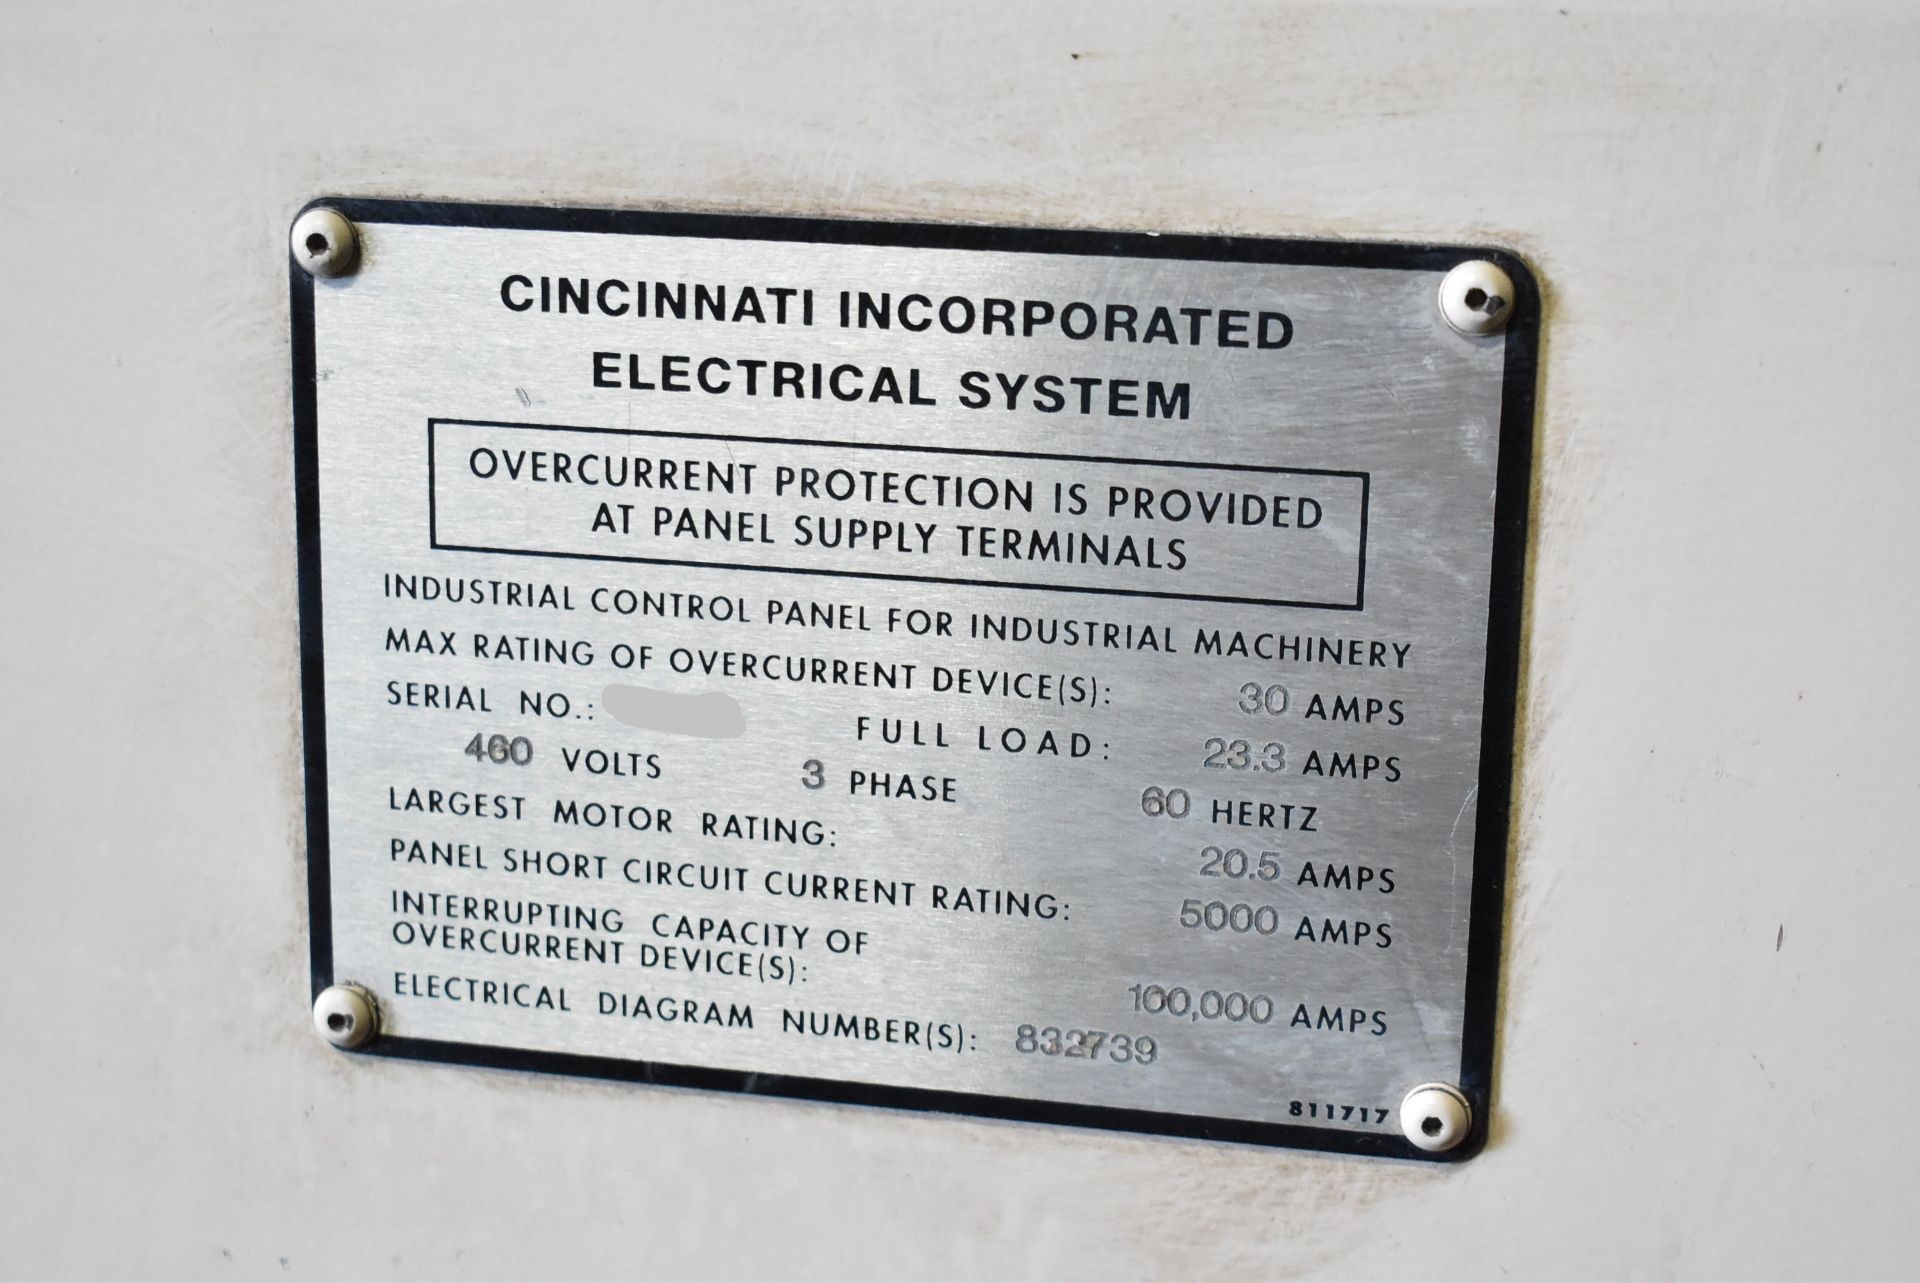 CINCINNATI INCORPORATED
ELECTRICAL SYSTEM
OVERCURRENT PROTECTION IS PROVIDED
AT PANEL SUPPLY TERMINALS
INDUSTRIAL CONTROL PANEL FOR INDUSTRIAL MACHINERY
MAX RATING OF OVERCURRENT DEVICE(S): 30 AMPS
SERIAL NO.: FULL LOAD: 23.3 AMPS
460 VOLTS 3 PHASE 60 HERTZ
LARGEST MOTOR RATING: 20.5 AMPS
PANEL SHORT CIRCUIT CURRENT RATING: 5000 AMPS
INTERRUPTING CAPACITY OF
OVERCURRENT DEVICE(S): 100,000 AMPS
ELECTRICAL DIAGRAM NUMBER(S): 832739
811717